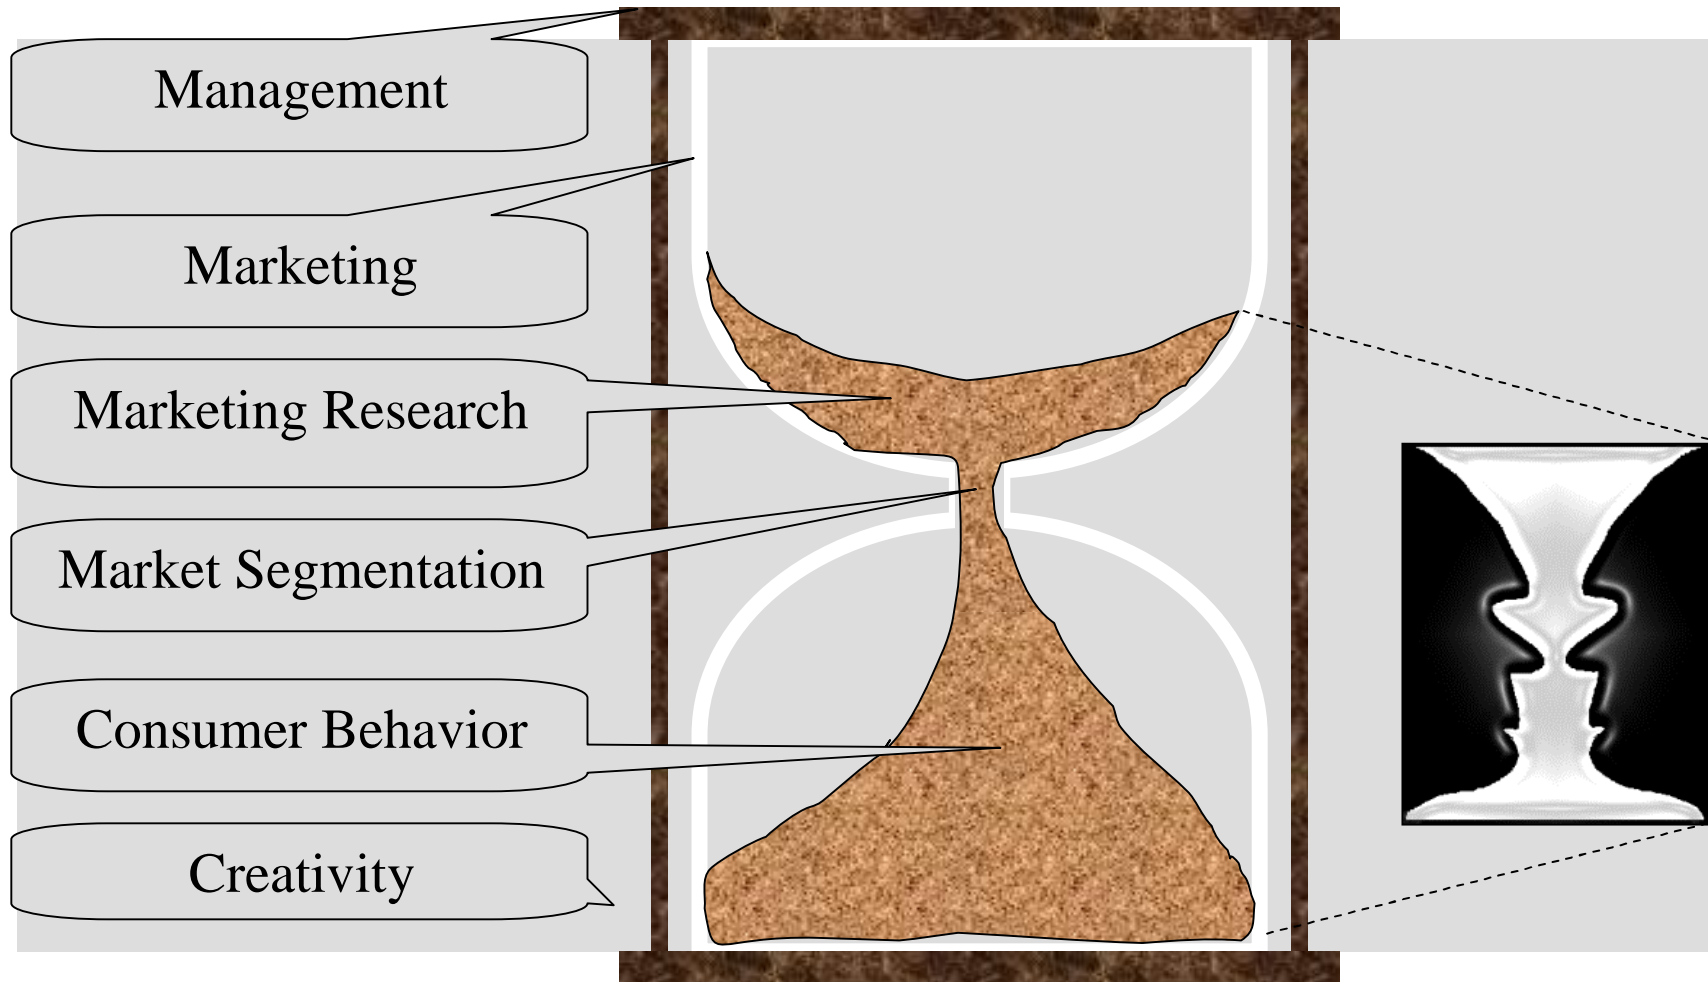 Management
Marketing
Marketing Research
Market Segmentation
Consumer Behavior
Creativity